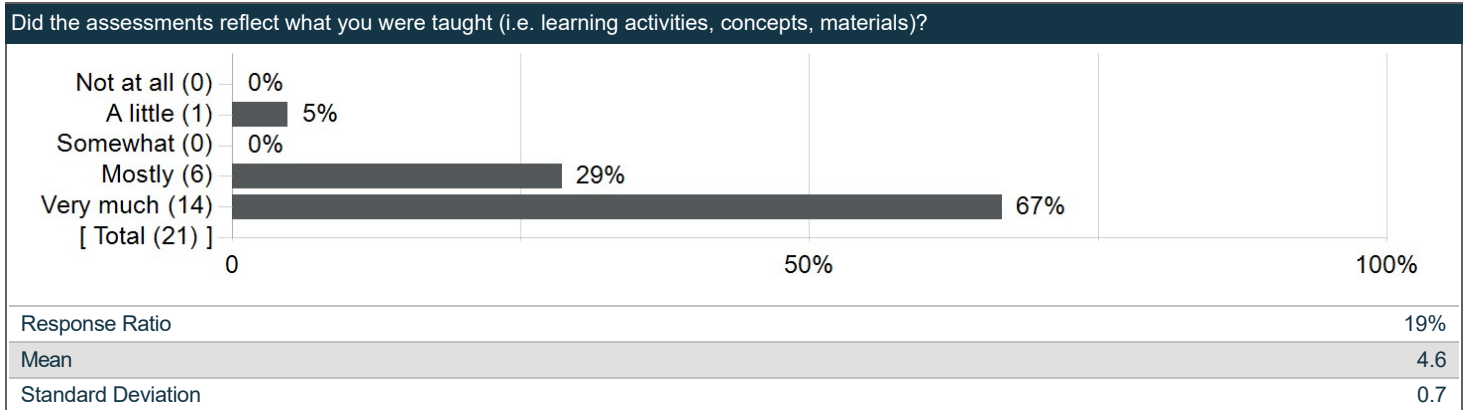 Did the assessments reflect what you were taught (i.e. learning activities, concepts, materials)?
Not at all (0) 0%
A little (1) 5%
Somewhat (0) 0%
Mostly (6) 29%
Very much (14) 67%
[ Total (21) ]
0 50% 100%
Response Ratio 19%
Mean 4.6
Standard Deviation 0.7